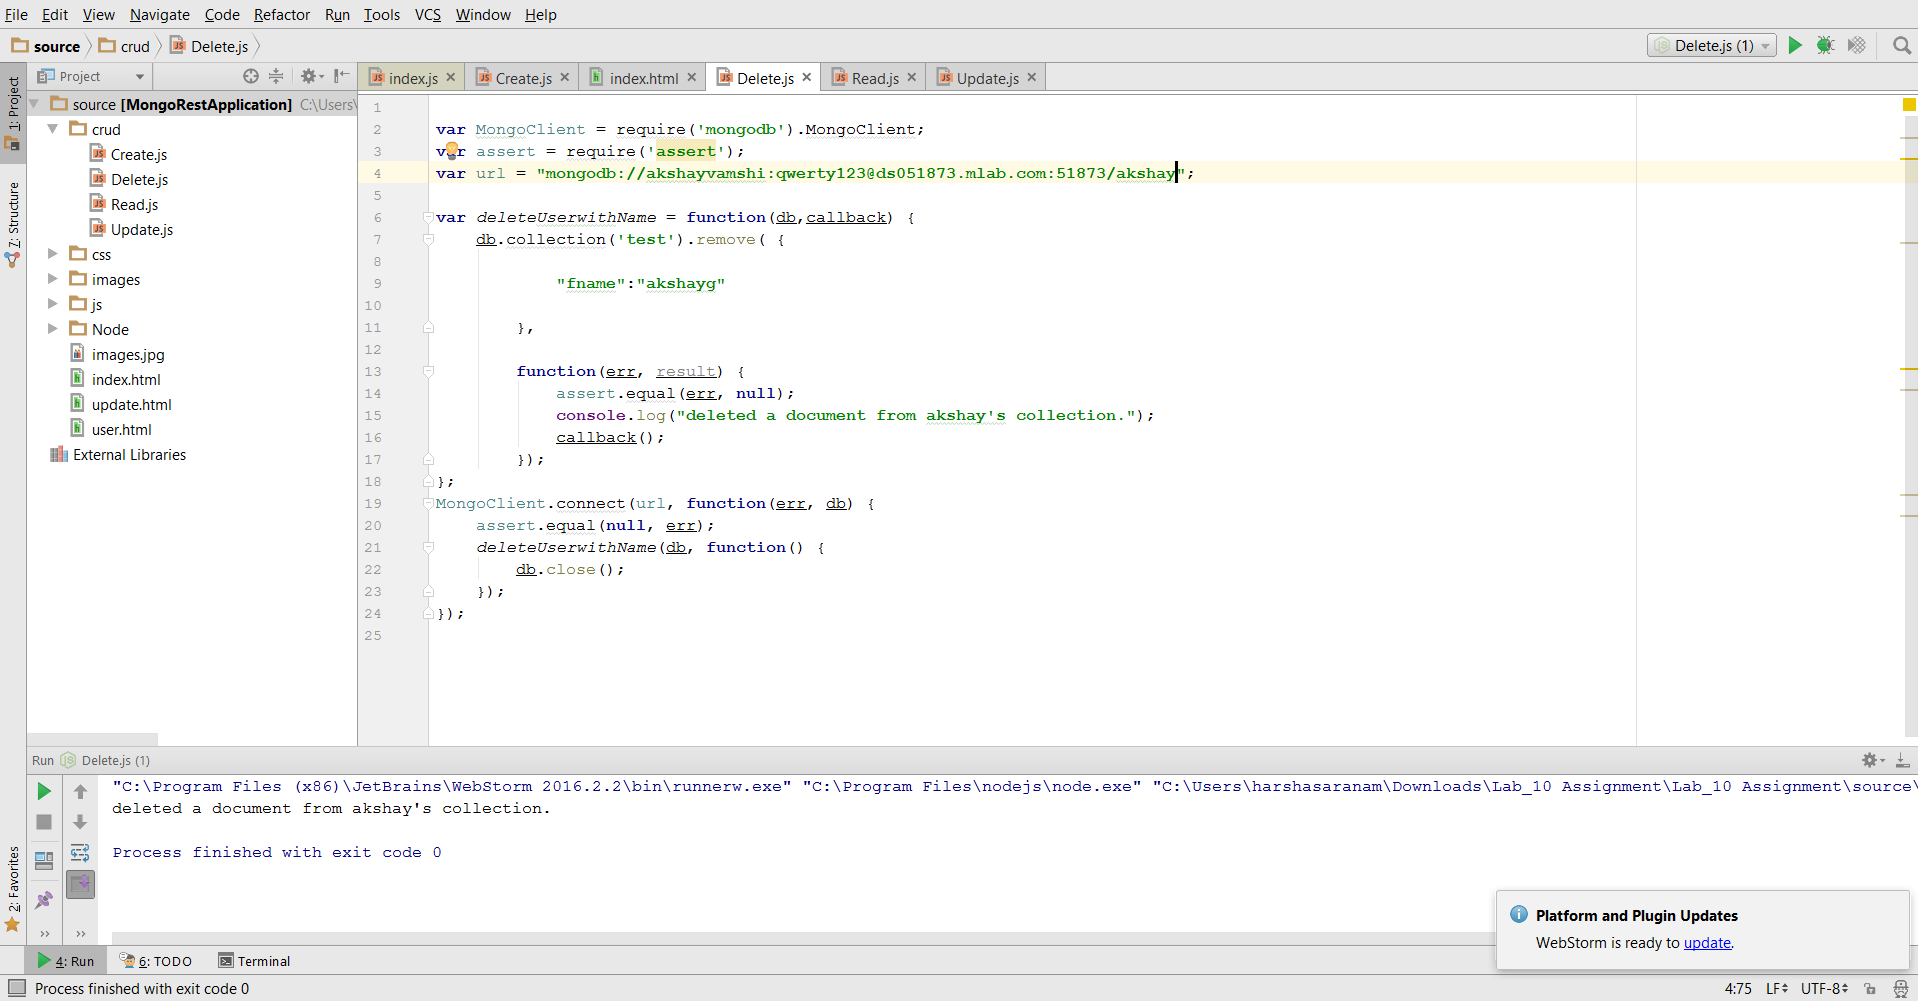 File Edit View Navigate Code Refactor Run Tools VCS Window Help
source crud Delete.js Delete.js (1)
Project index.js Create.js index.html Delete.js Read.js Update.js
1: Project
7: Structure
2: Favorites
source [MongoRestApplication] C:\Users\
crud
Create.js
Delete.js
Read.js
Update.js
css
images
js
Node
images.jpg
index.html
update.html
user.html
External Libraries
1
2 var MongoClient = require('mongodb').MongoClient;
3 var assert = require('assert');
4 var url = "mongodb://akshayvamshi:qwerty123@ds051873.mlab.com:51873/akshay";
5
6 var deleteUserwithName = function(db,callback) {
7 db.collection('test').remove( {
8
9 "fname":"akshayg"
10
11 },
12
13 function(err, result) {
14 assert.equal(err, null);
15 console.log("deleted a document from akshay's collection.");
16 callback();
17 });
18 };
19 MongoClient.connect(url, function(err, db) {
20 assert.equal(null, err);
21 deleteUserwithName(db, function() {
22 db.close();
23 });
24 });
25
Run Delete.js (1)
"C:\Program Files (x86)\JetBrains\WebStorm 2016.2.2\bin\runnerw.exe" "C:\Program Files\nodejs\node.exe" "C:\Users\harshasaranam\Downloads\Lab_10 Assignment\Lab_10 Assignment\source\
deleted a document from akshay's collection.
Process finished with exit code 0
Platform and Plugin Updates
WebStorm is ready to update.
4: Run 6: TODO Terminal
Process finished with exit code 0 4:75 LF UTF-8